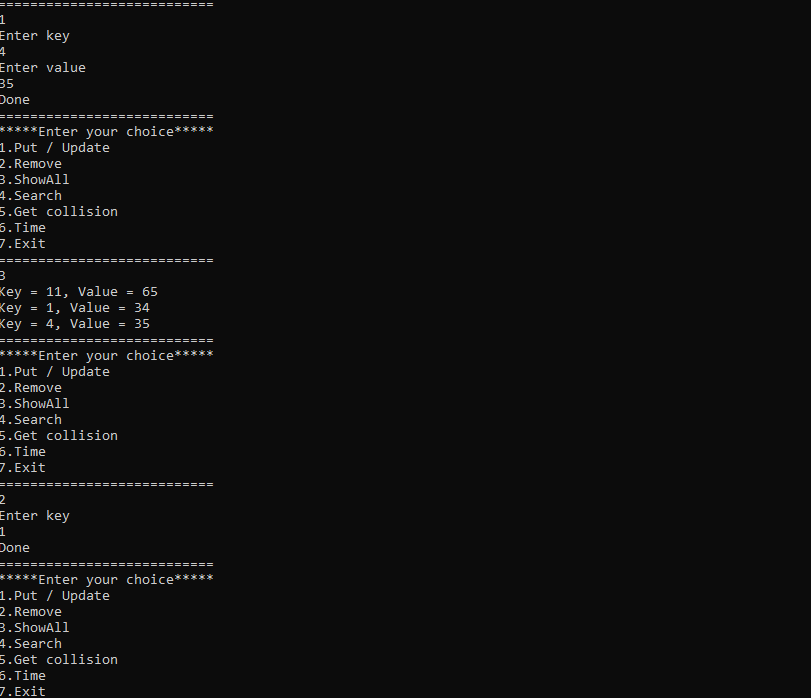 ===========================
1
Enter key
4
Enter value
35
Done
===========================
*****Enter your choice*****
1.Put / Update
2.Remove
3.ShowAll
4.Search
5.Get collision
6.Time
7.Exit
===========================
3
Key = 11, Value = 65
Key = 1, Value = 34
Key = 4, Value = 35
===========================
*****Enter your choice*****
1.Put / Update
2.Remove
3.ShowAll
4.Search
5.Get collision
6.Time
7.Exit
===========================
2
Enter key
1
Done
===========================
*****Enter your choice*****
1.Put / Update
2.Remove
3.ShowAll
4.Search
5.Get collision
6.Time
7.Exit